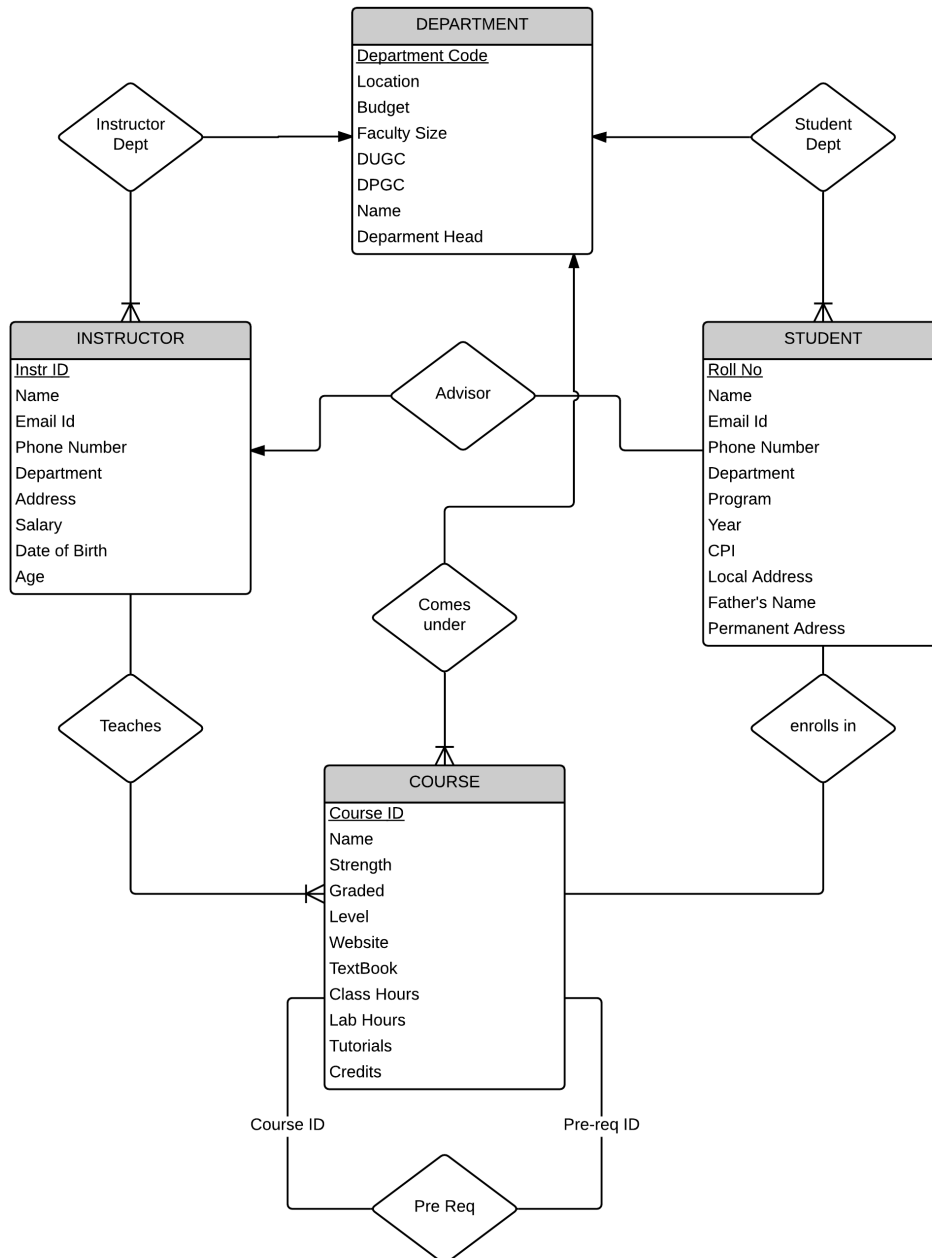 DEPARTMENT
Department Code
Location
Budget
Faculty Size
DUGC
DPGC
Name
Deparment Head
Instructor
Dept
Student
Dept
INSTRUCTOR
Instr ID
Name
Email Id
Phone Number
Department
Address
Salary
Date of Birth
Age
Advisor
STUDENT
Roll No
Name
Email Id
Phone Number
Department
Program
Year
CPI
Local Address
Father's Name
Permanent Adress
Comes
under
Teaches
enrolls in
COURSE
Course ID
Name
Strength
Graded
Level
Website
TextBook
Class Hours
Lab Hours
Tutorials
Credits
Course ID
Pre-req ID
Pre Req